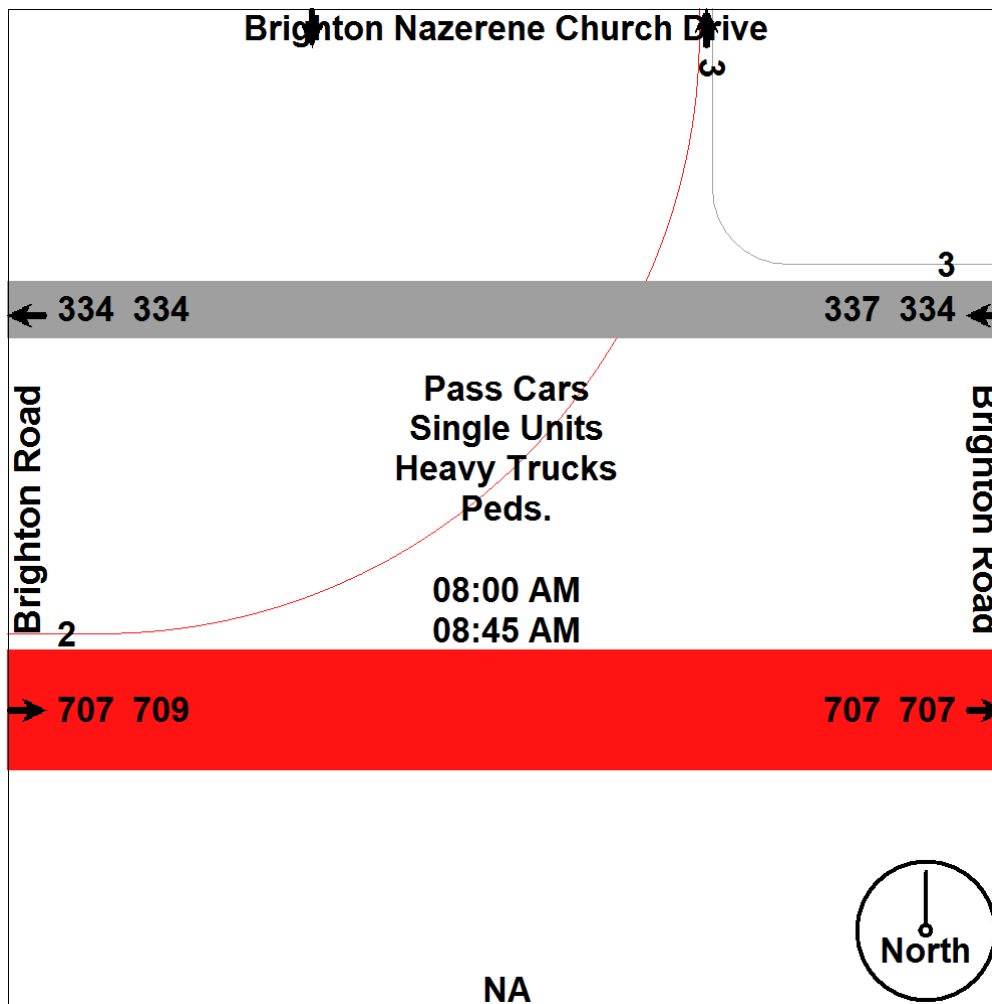 Brighton Nazerene Church Drive
3
3
334 334
337 334
Brighton Road
Brighton Road
Pass Cars
Single Units
Heavy Trucks
Peds.
08:00 AM
08:45 AM
2
707 709
707 707
North
NA